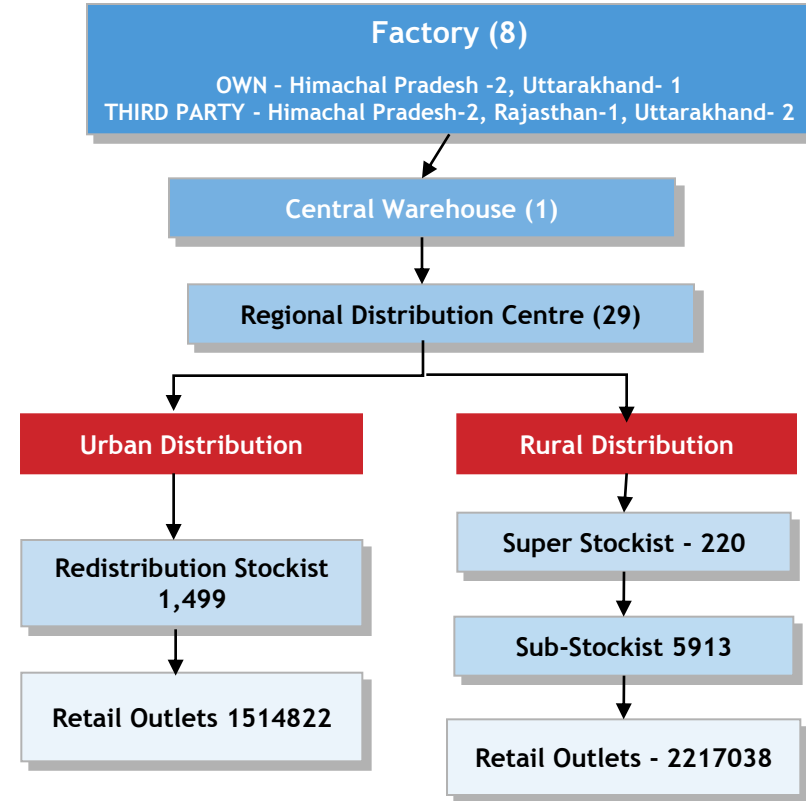 Factory (8)
OWN – Himachal Pradesh -2, Uttarakhand- 1
THIRD PARTY - Himachal Pradesh-2, Rajasthan-1, Uttarakhand- 2
Central Warehouse (1)
Regional Distribution Centre (29)
Urban Distribution
Redistribution Stockist
1,499
Retail Outlets 1514822
Rural Distribution
Super Stockist - 220
Sub-Stockist 5913
Retail Outlets - 2217038